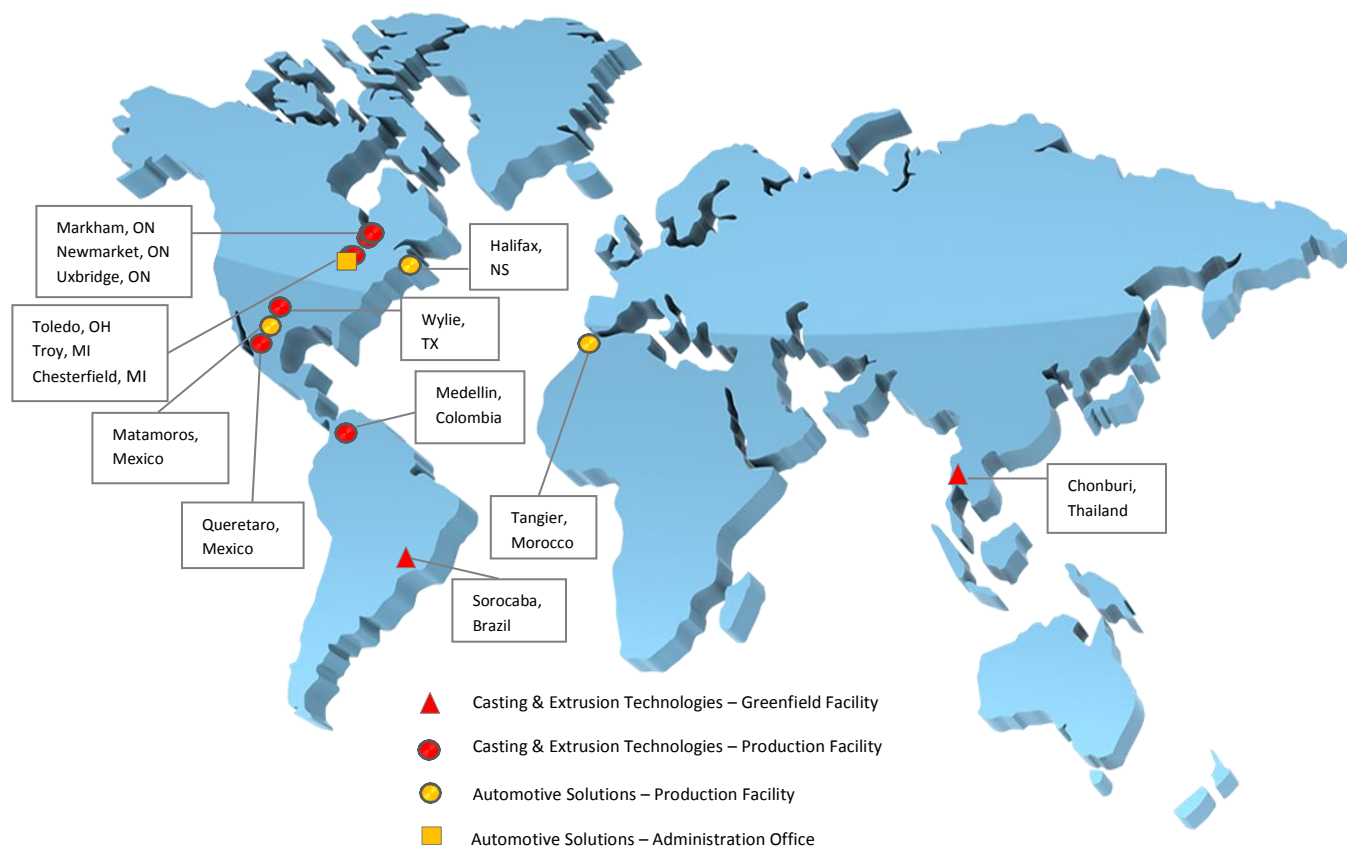 Markham, ON
Newmarket, ON
Uxbridge, ON
Halifax,
NS
Toledo, OH
Troy, MI
Chesterfield, MI
Wylie,
TX
Matamoros,
Mexico
Medellin,
Colombia
Queretaro,
Mexico
Tangier,
Morocco
Chonburi,
Thailand
Sorocaba,
Brazil
Casting & Extrusion Technologies – Greenfield Facility
Casting & Extrusion Technologies – Production Facility
Automotive Solutions – Production Facility
Automotive Solutions – Administration Office